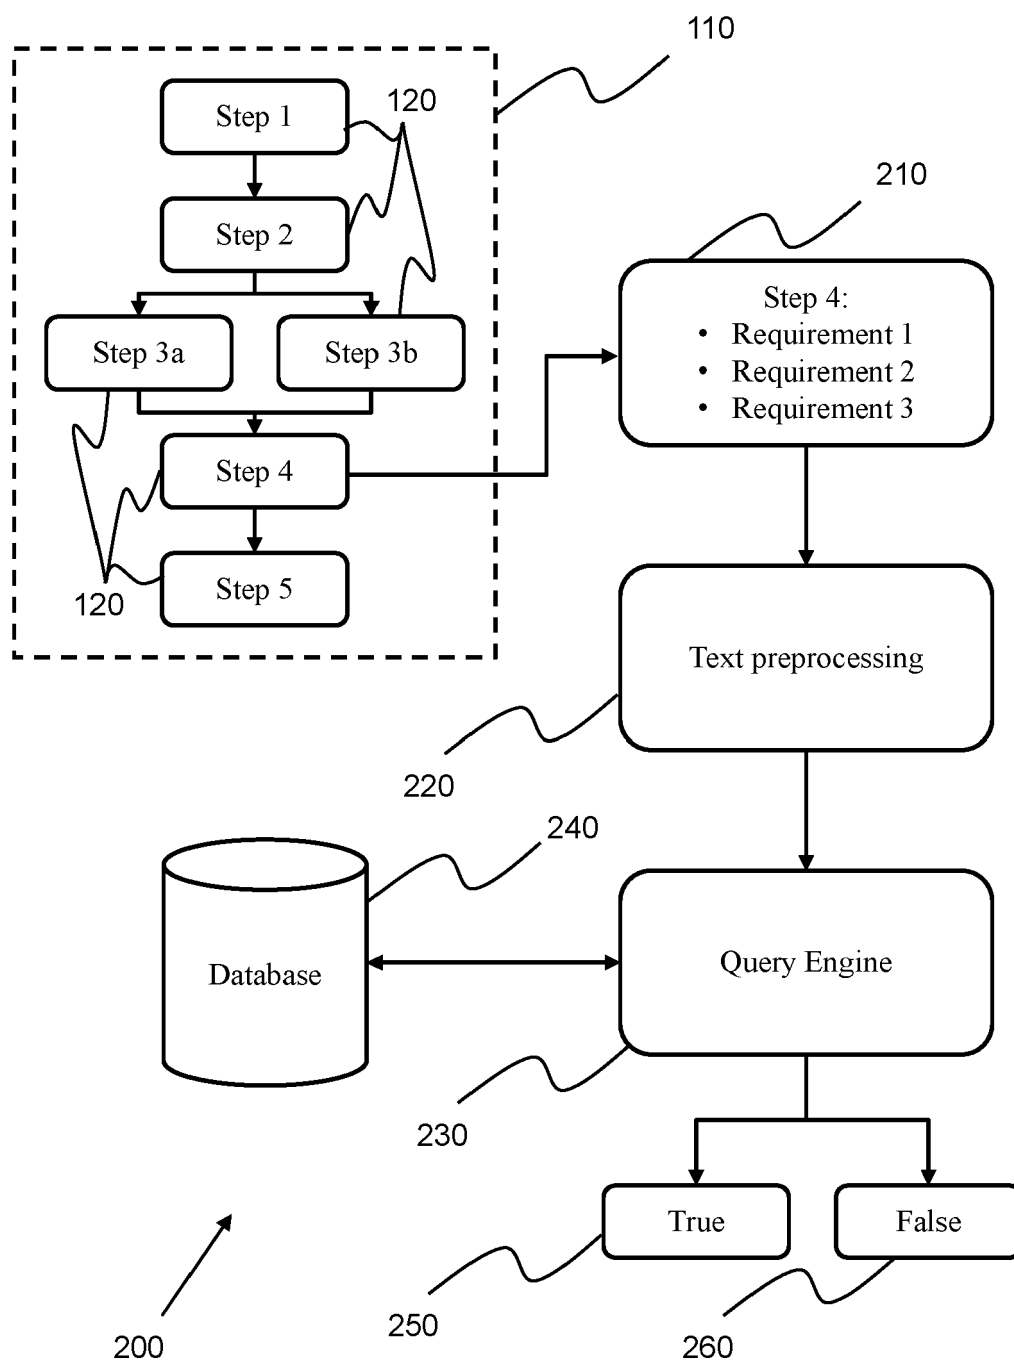 110
Step 1
120
Step 2
210
Step 3a
Step 3b
Step 4:
• Requirement 1
• Requirement 2
• Requirement 3
Step 4
Step 5
120
Text preprocessing
220
240
Database
Query Engine
230
True
False
250
260
200